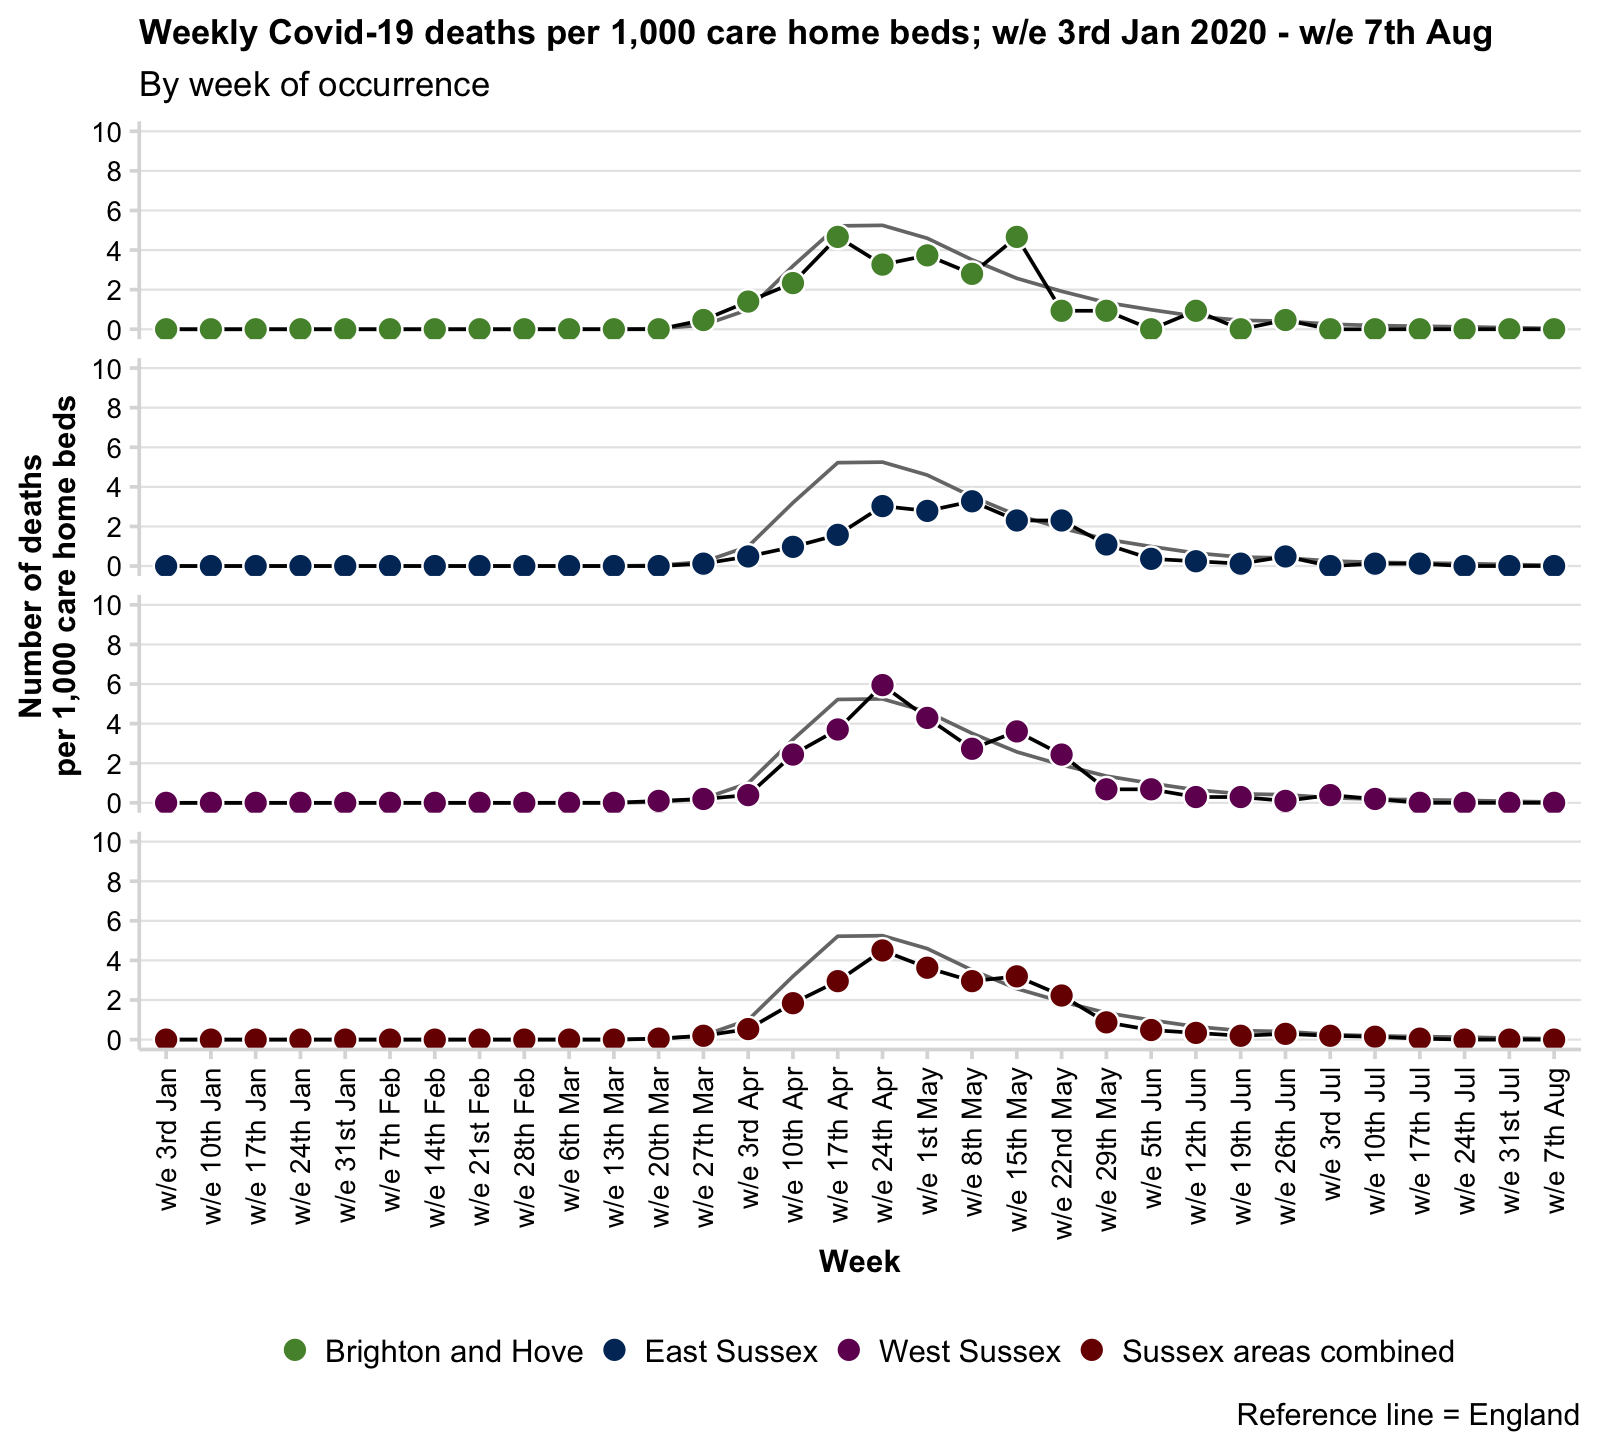 Weekly Covid-19 deaths per 1,000 care home beds; w/e 3rd Jan 2020 - w/e 7th Aug
By week of occurrence
Number of deaths
per 1,000 care home beds
10
8
6
4
2
0
10
8
6
4
2
0
10
8
6
4
2
0
10
8
6
4
2
0
w/e 3rd Jan
w/e 10th Jan
w/e 17th Jan
w/e 24th Jan
w/e 31st Jan
w/e 7th Feb
w/e 14th Feb
w/e 21st Feb
w/e 28th Feb
w/e 6th Mar
w/e 13th Mar
w/e 20th Mar
w/e 27th Mar
w/e 3rd Apr
w/e 10th Apr
w/e 17th Apr
w/e 24th Apr
w/e 1st May
w/e 8th May
w/e 15th May
w/e 22nd May
w/e 29th May
w/e 5th Jun
w/e 12th Jun
w/e 19th Jun
w/e 26th Jun
w/e 3rd Jul
w/e 10th Jul
w/e 17th Jul
w/e 24th Jul
w/e 31st Jul
w/e 7th Aug
Week
Brighton and Hove East Sussex West Sussex Sussex areas combined
Reference line = England